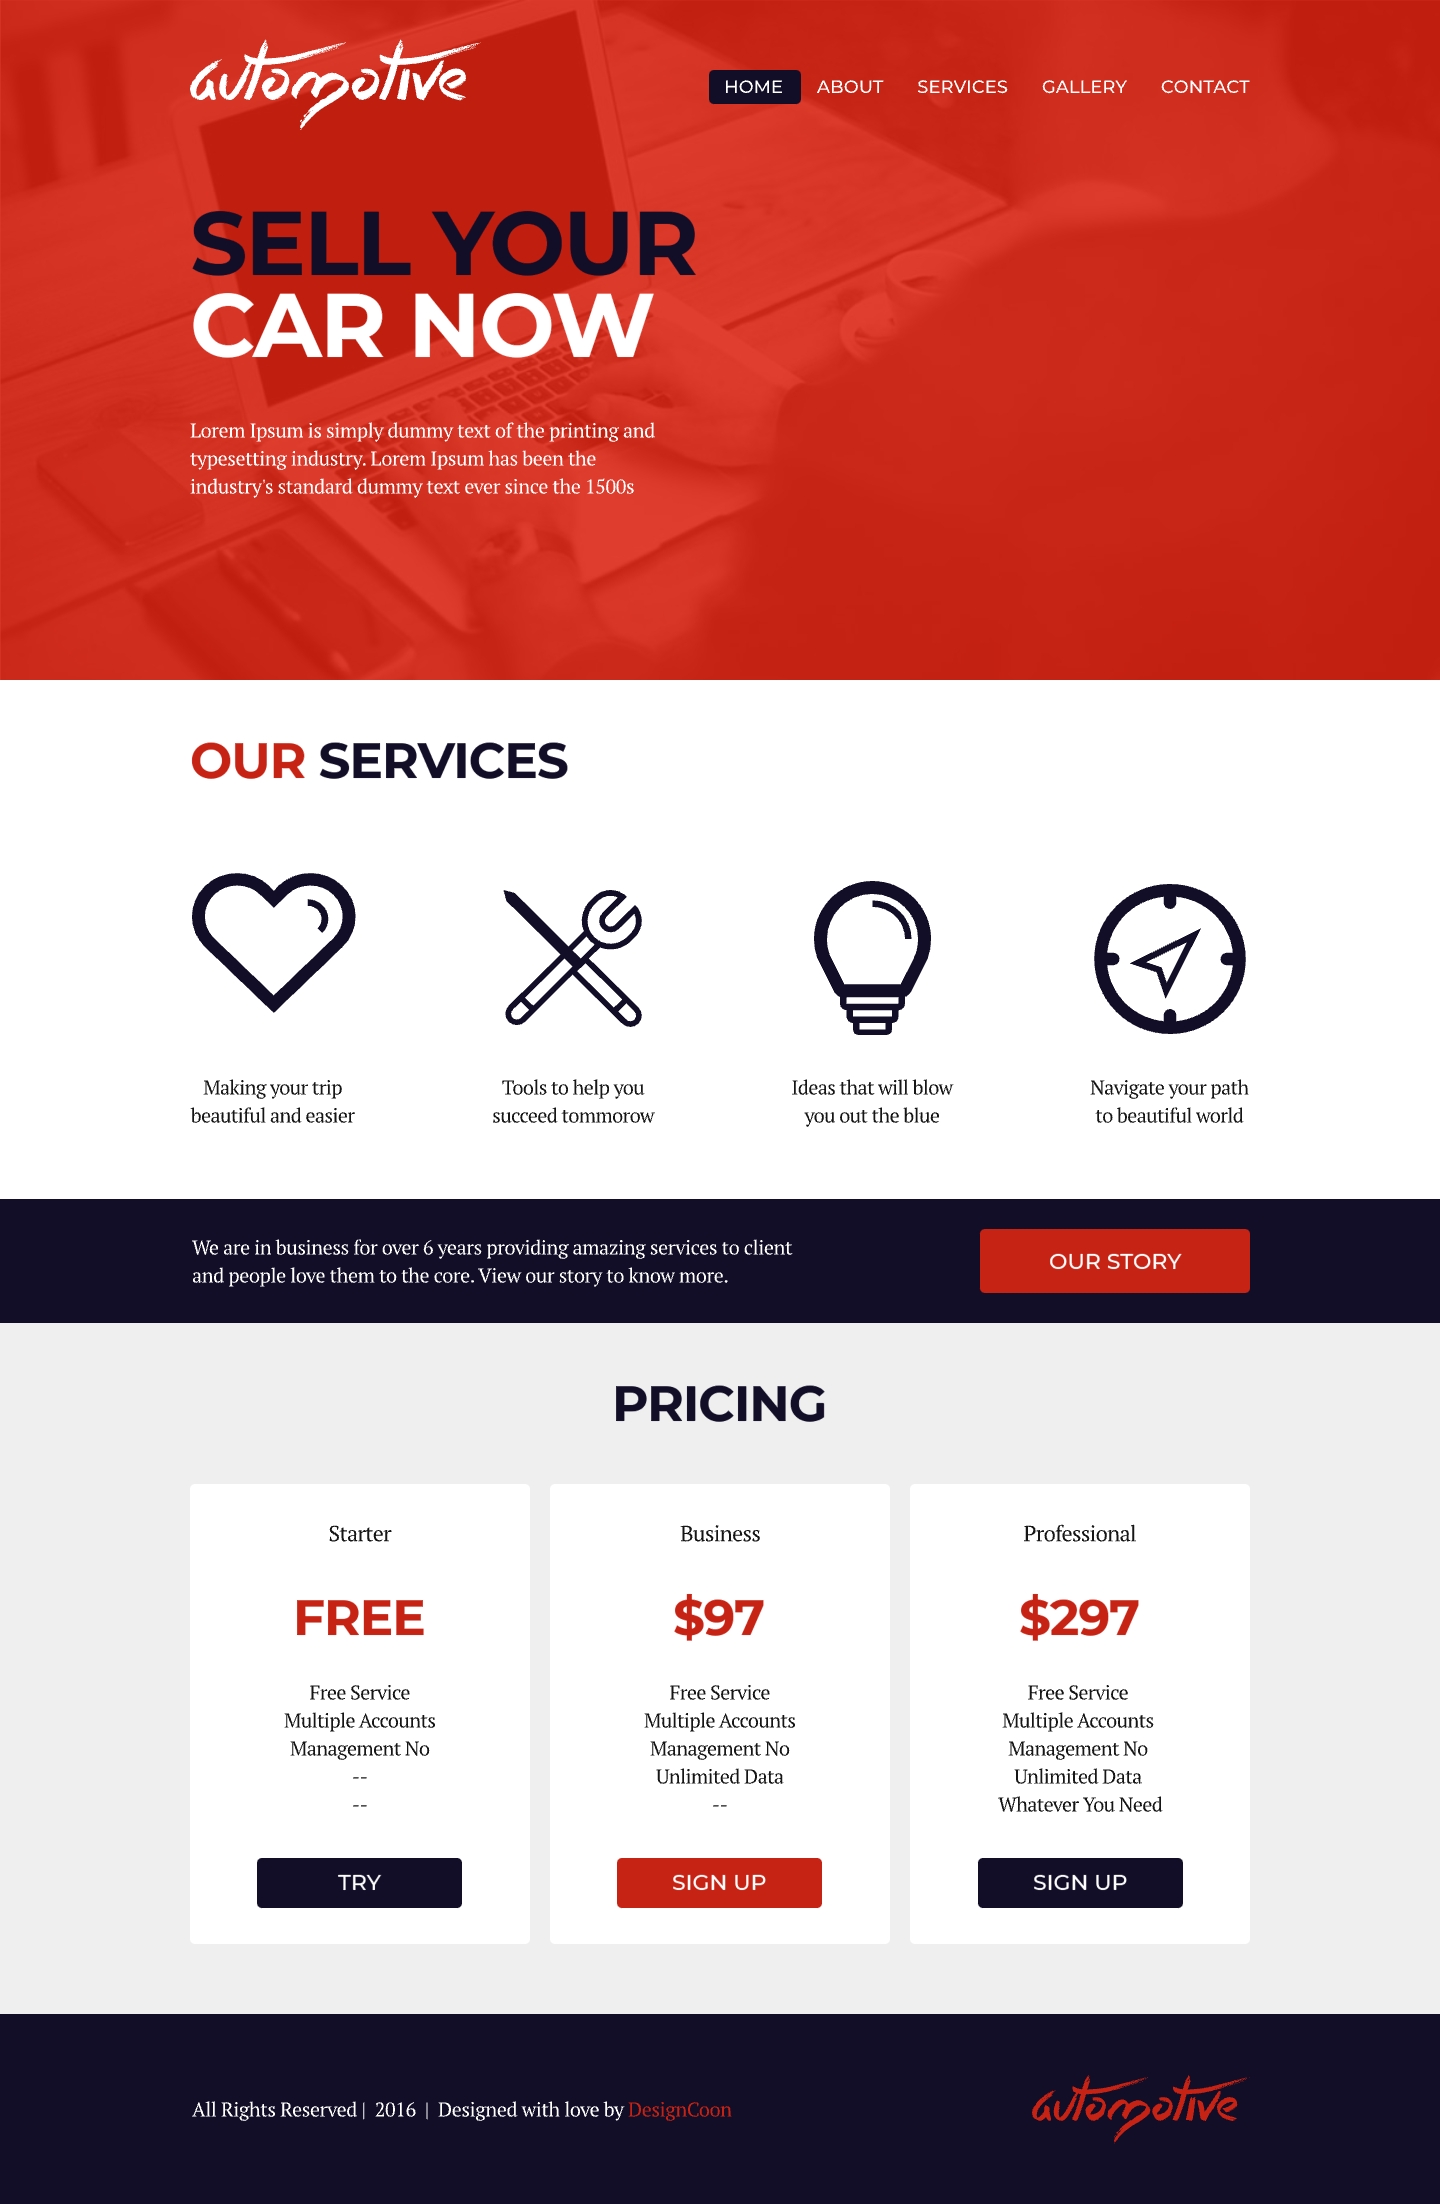 automotive
HOME ABOUT SERVICES GALLERY CONTACT
SELL YOUR
CAR NOW
Lorem Ipsum is simply dummy text of the printing and
typesetting industry. Lorem Ipsum has been the
industry's standard dummy text ever since the 1500s
OUR SERVICES
Making your trip
beautiful and easier
Tools to help you
succeed tommorow
Ideas that will blow
you out the blue
Navigate your path
to beautiful world
We are in business for over 6 years providing amazing services to client
and people love them to the core. View our story to know more.
OUR STORY
PRICING
Starter
FREE
Free Service
Multiple Accounts
Management No
--
--
TRY
Business
$97
Free Service
Multiple Accounts
Management No
Unlimited Data
--
SIGN UP
Professional
$297
Free Service
Multiple Accounts
Management No
Unlimited Data
Whatever You Need
SIGN UP
All Rights Reserved | 2016 | Designed with love by DesignCoon
automotive